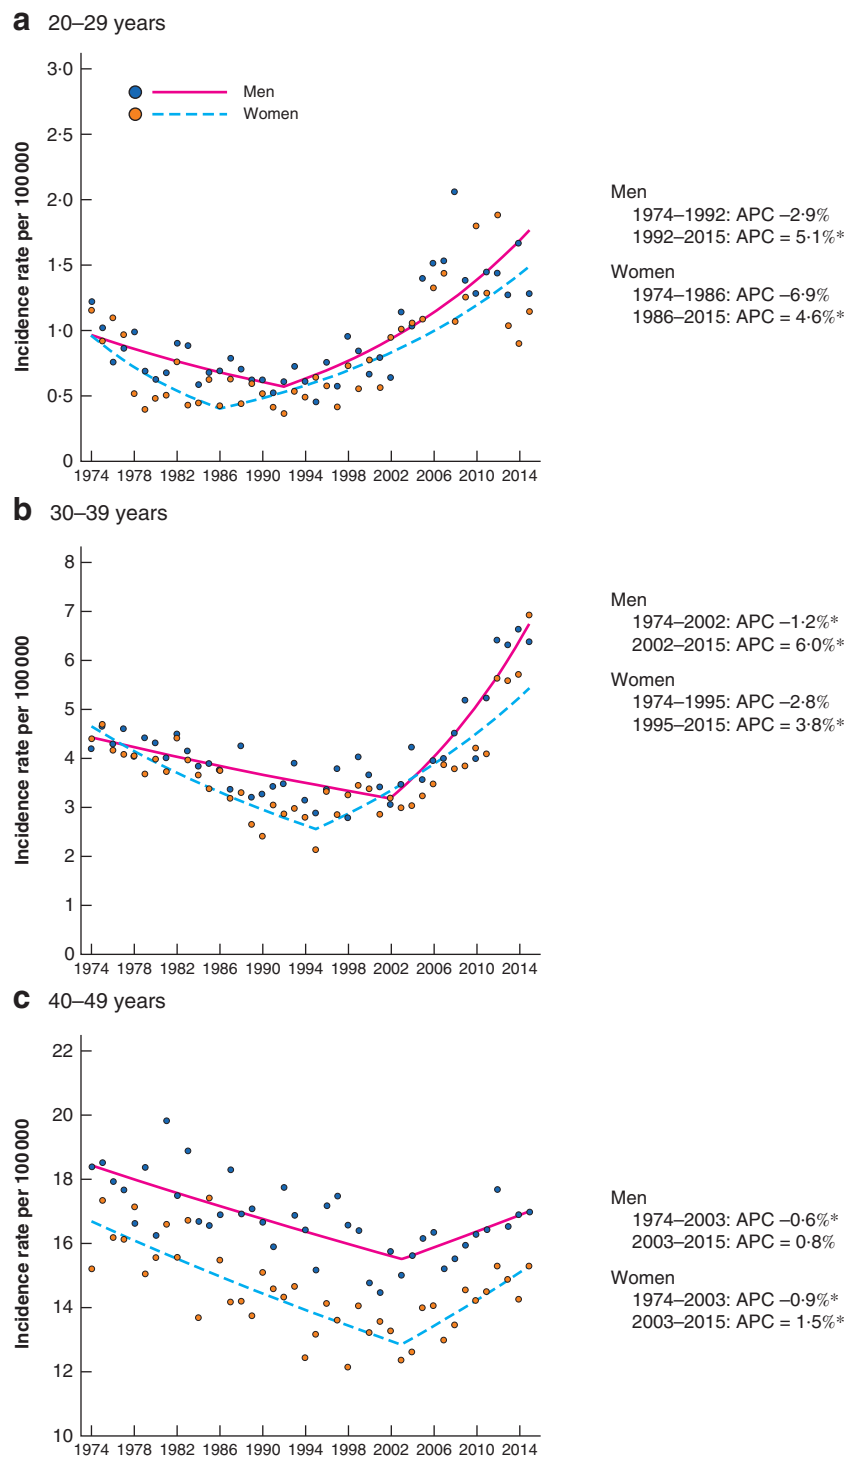 a 20–29 years
3·0
2·5
2·0
1·5
1·0
0·5
0
Incidence rate per 100 000
Men
Women
1974 1978 1982 1986 1990 1994 1998 2002 2006 2010 2014
Men
1974–1992: APC –2·9%
1992–2015: APC = 5·1%*
Women
1974–1986: APC –6·9%
1986–2015: APC = 4·6%*
b 30–39 years
8
7
6
5
4
3
2
1
0
Incidence rate per 100 000
1974 1978 1982 1986 1990 1994 1998 2002 2006 2010 2014
Men
1974–2002: APC –1·2%*
2002–2015: APC = 6·0%*
Women
1974–1995: APC –2·8%
1995–2015: APC = 3·8%*
c 40–49 years
22
20
18
16
14
12
10
Incidence rate per 100 000
1974 1978 1982 1986 1990 1994 1998 2002 2006 2010 2014
Men
1974–2003: APC –0·6%*
2003–2015: APC = 0·8%
Women
1974–2003: APC –0·9%*
2003–2015: APC = 1·5%*